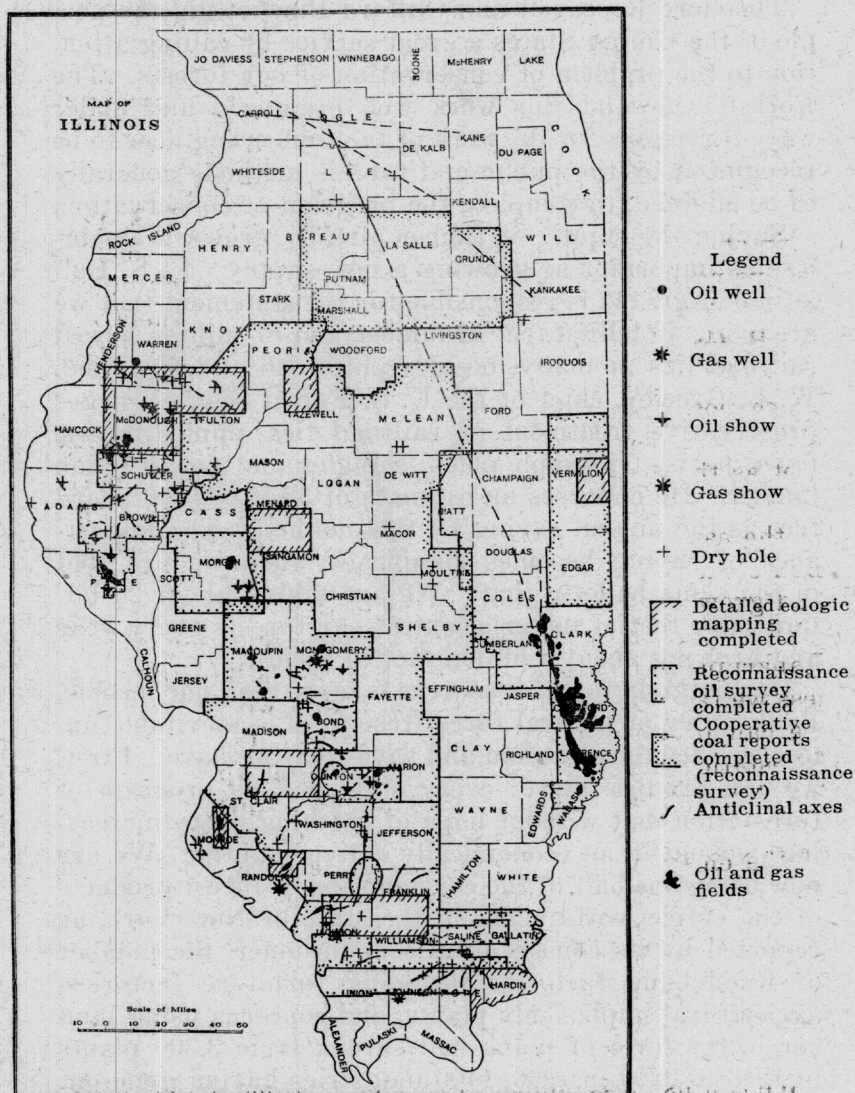 MAP OF
ILLINOIS
JO DAVIESS STEPHENSON WINNEBAGO BOONE McHENRY LAKE
CARROLL OGLE KANE COOK
DE KALB DU PAGE
WHITESIDE LEE
KENDALL
ROCK ISLAND HENRY BUREAU LA SALLE GRUNDY WILL
MERCER PUTNAM KANKAKEE
STARK MARSHALL
HENDERSON WARREN KNOX PEORIA WOODFORD LIVINGSTON IROQUOIS
HANCOCK McDONOUGH FULTON TAZEWELL McLEAN FORD
MASON
SCHUYLER LOGAN DE WITT CHAMPAIGN VERMILION
ADAMS BROWN CASS MENARD PIATT
MACON
SANGAMON DOUGLAS EDGAR
PIKE SCOTT MORGAN MOULTRIE
CHRISTIAN COLES
GREENE SHELBY
CALHOUN MACOUPIN MONTGOMERY CUMBERLAND CLARK
JERSEY EFFINGHAM JASPER CRAWFORD
FAYETTE
MADISON BOND CLAY RICHLAND LAWRENCE
CLINTON MARION
ST CLAIR WAYNE EDWARDS WABASH
MONROE WASHINGTON JEFFERSON
RANDOLPH PERRY HAMILTON WHITE
FRANKLIN
JACKSON WILLIAMSON SALINE GALLATIN
UNION JOHNSON POPE HARDIN
ALEXANDER PULASKI MASSAC
Scale of Miles
10 0 10 20 30 40 50
Legend
Oil well
Gas well
Oil show
Gas show
Dry hole
Detailed eologic
mapping
completed
Reconnaissance
oil survey
completed
Cooperative
coal reports
completed
(reconnaissance
survey)
Anticlinal axes
Oil and gas
fields